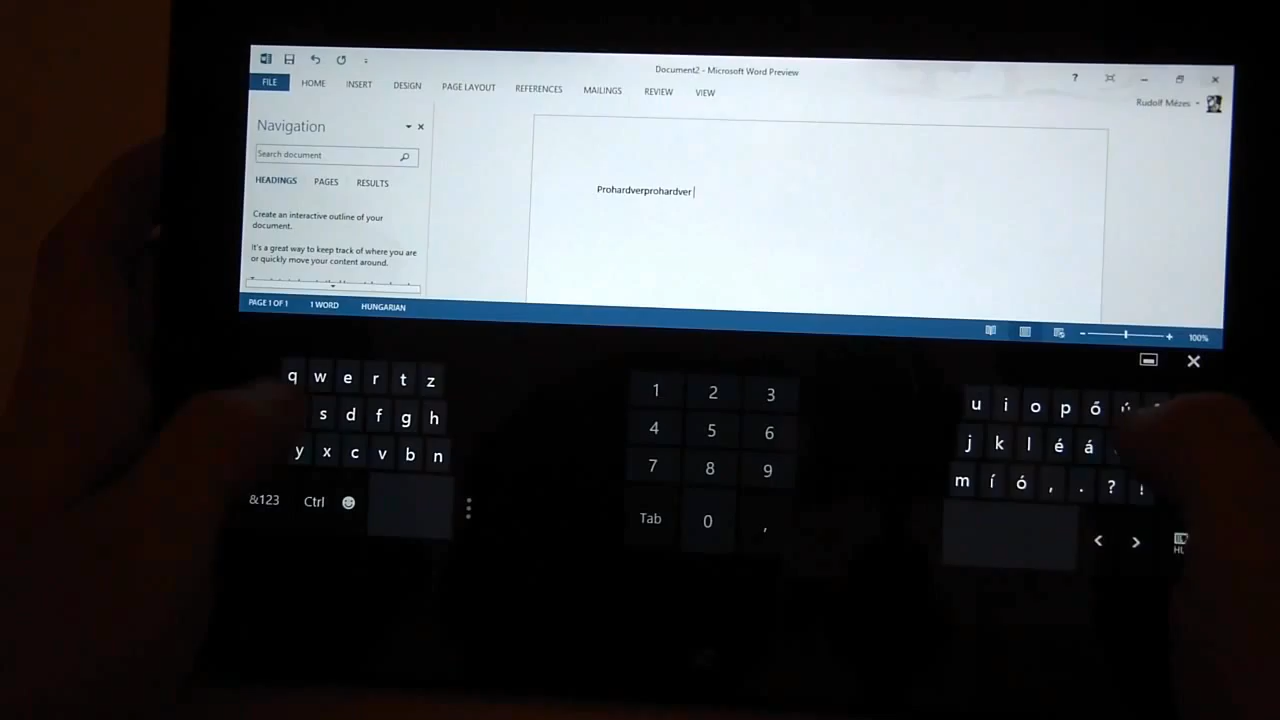 Document2 - Microsoft Word Preview
?
FILE HOME INSERT DESIGN PAGE LAYOUT REFERENCES MAILINGS REVIEW VIEW
Rudolf Mézes
Navigation
Search document
HEADINGS PAGES RESULTS
Create an interactive outline of your
document.
It's a great way to keep track of where you are
or quickly move your content around.
Prohardverprohardver
PAGE 1 OF 1 1 WORD HUNGARIAN
100%
q w e r t z
s d f g h
y x c v b n
&123 Ctrl
1 2 3
4 5 6
7 8 9
Tab 0 ,
u i o p ő
j k l é á
m í ó , . ? !
< >